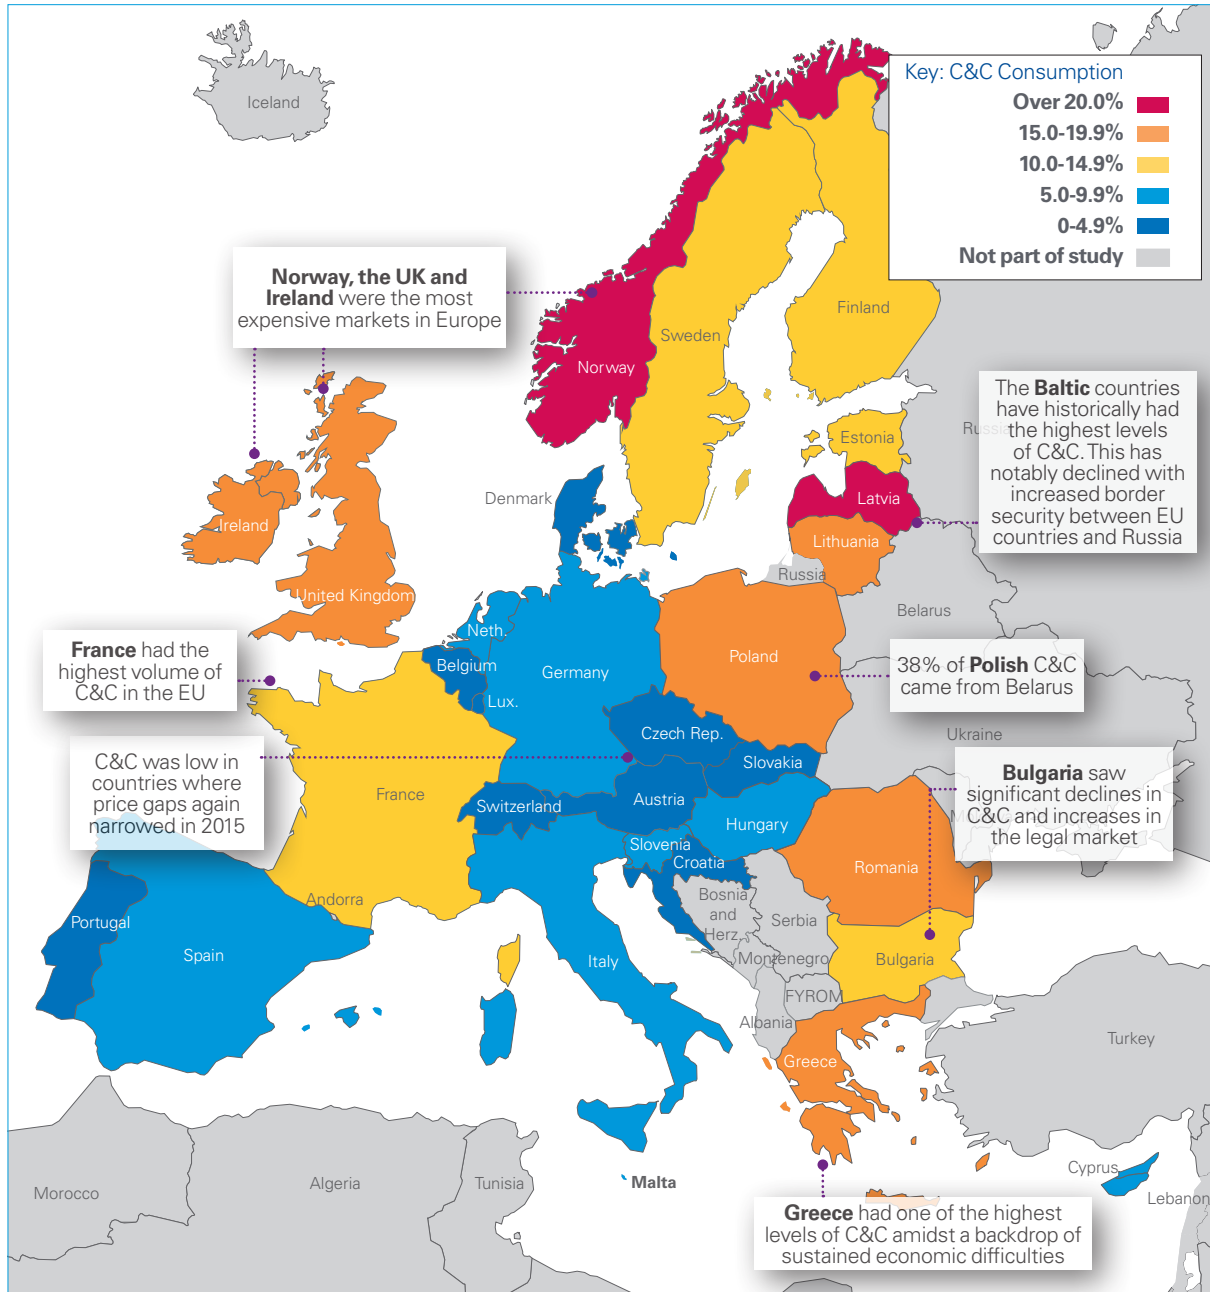 Iceland
Key: C&C Consumption
Over 20.0%
15.0-19.9%
10.0-14.9%
5.0-9.9%
0-4.9%
Not part of study
Norway, the UK and
Ireland were the most
expensive markets in Europe
Finland
Sweden
Norway
The Baltic countries
have historically had
the highest levels
of C&C. This has
notably declined with
increased border
security between EU
countries and Russia
Russia
Estonia
Denmark
Latvia
Ireland
Lithuania
Russia
United Kingdom
Belarus
Neth.
France had the
highest volume of
C&C in the EU
Belgium
Germany
Poland
38% of Polish C&C
came from Belarus
Lux.
Czech Rep.
Ukraine
C&C was low in
countries where
price gaps again
narrowed in 2015
Slovakia
Bulgaria saw
significant declines in
C&C and increases in
the legal market
France
Switzerland
Austria
Hungary
Slovenia
Croatia
Romania
Andorra
Bosnia
and
Herz.
Portugal
Serbia
Spain
Italy
Montenegro
Bulgaria
FYROM
Albania
Turkey
Greece
Cyprus
Malta
Morocco
Algeria
Tunisia
Lebanon
Greece had one of the highest
levels of C&C amidst a backdrop of
sustained economic difficulties